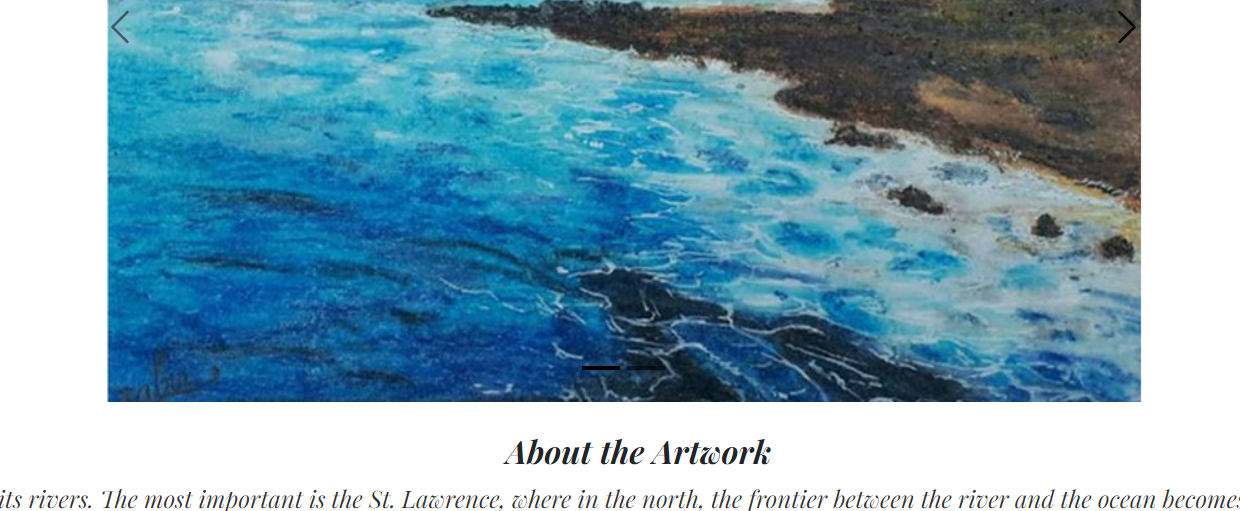 About the Artwork
its rivers. The most important is the St. Lawrence, where in the north, the frontier between the river and the ocean becomes